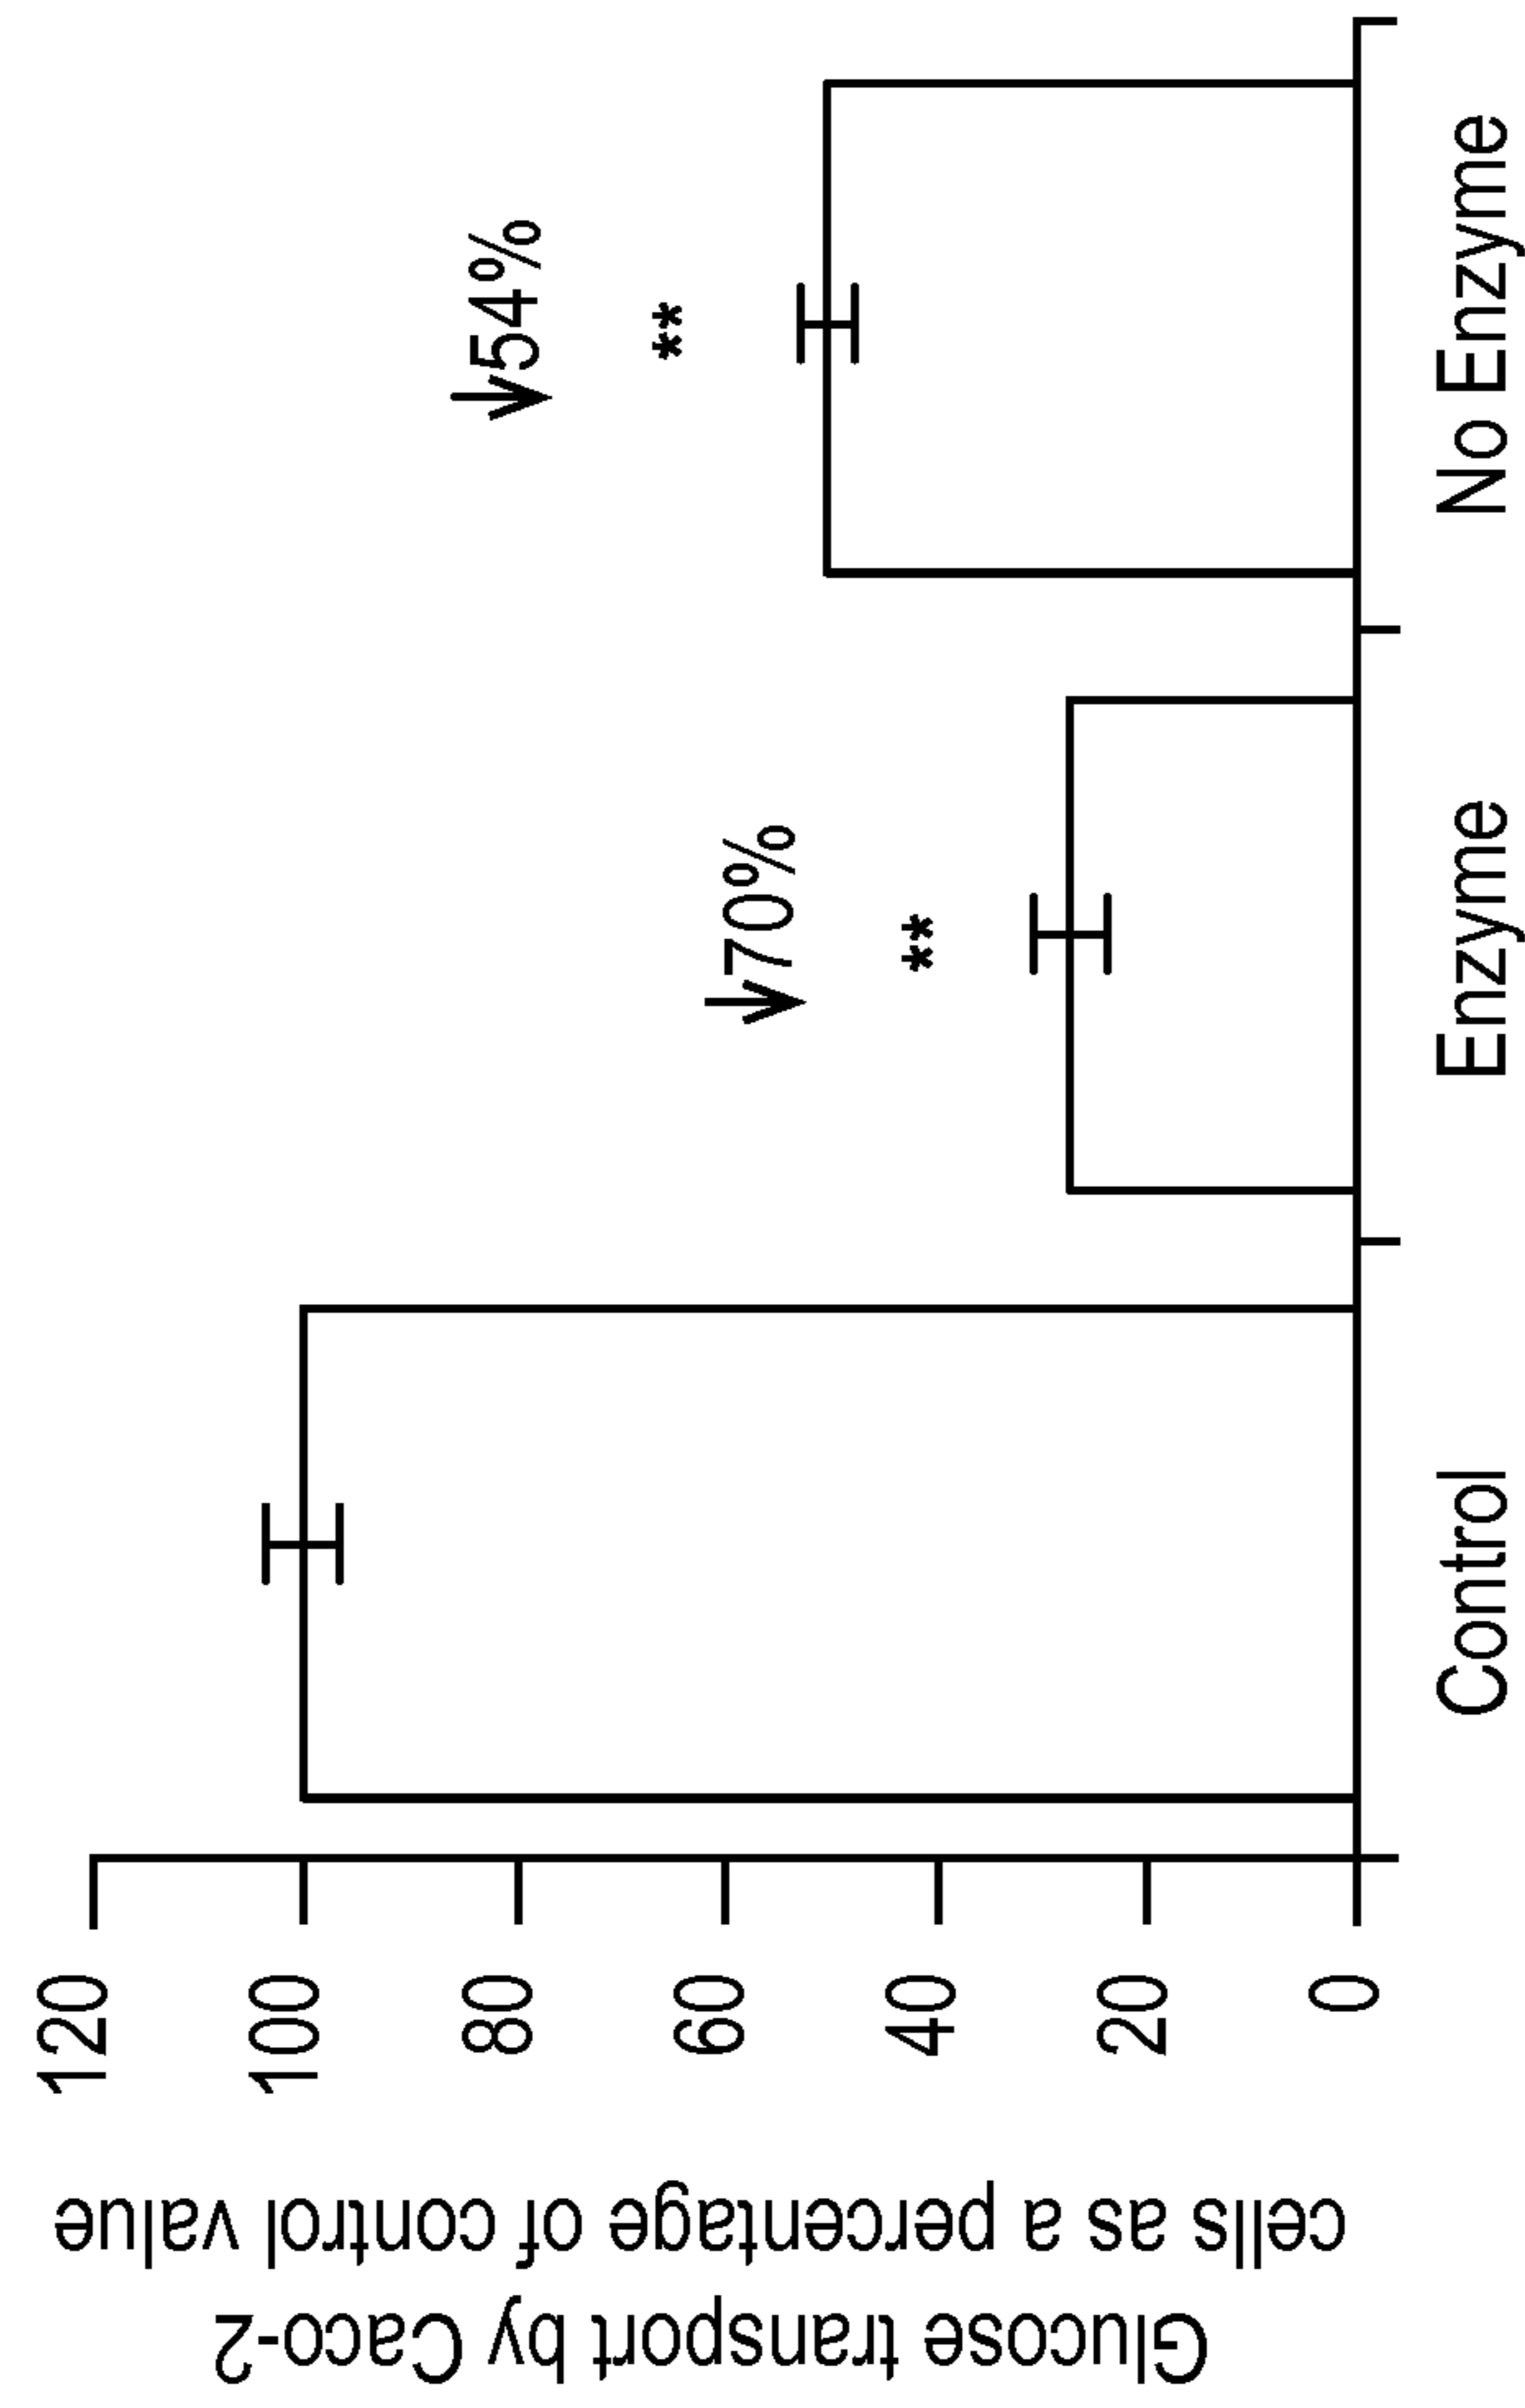 Glucose transport by Caco-2
cells as a percentage of control value
120
100
80
60
40
20
0
↓70%
**
↓54%
**
Control
Enzyme
No Enzyme